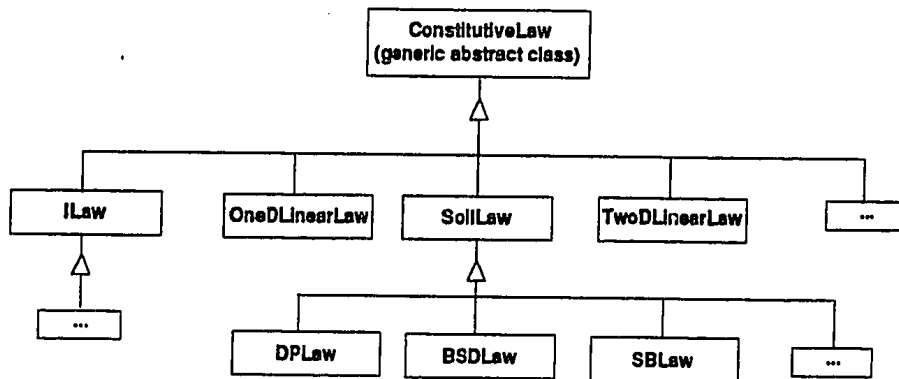 ConstitutiveLaw
(generic abstract class)
ILaw
OneDLinearLaw
SoilLaw
TwoDLinearLaw
...
...
DPLaw
BSDLaw
SBLaw
...